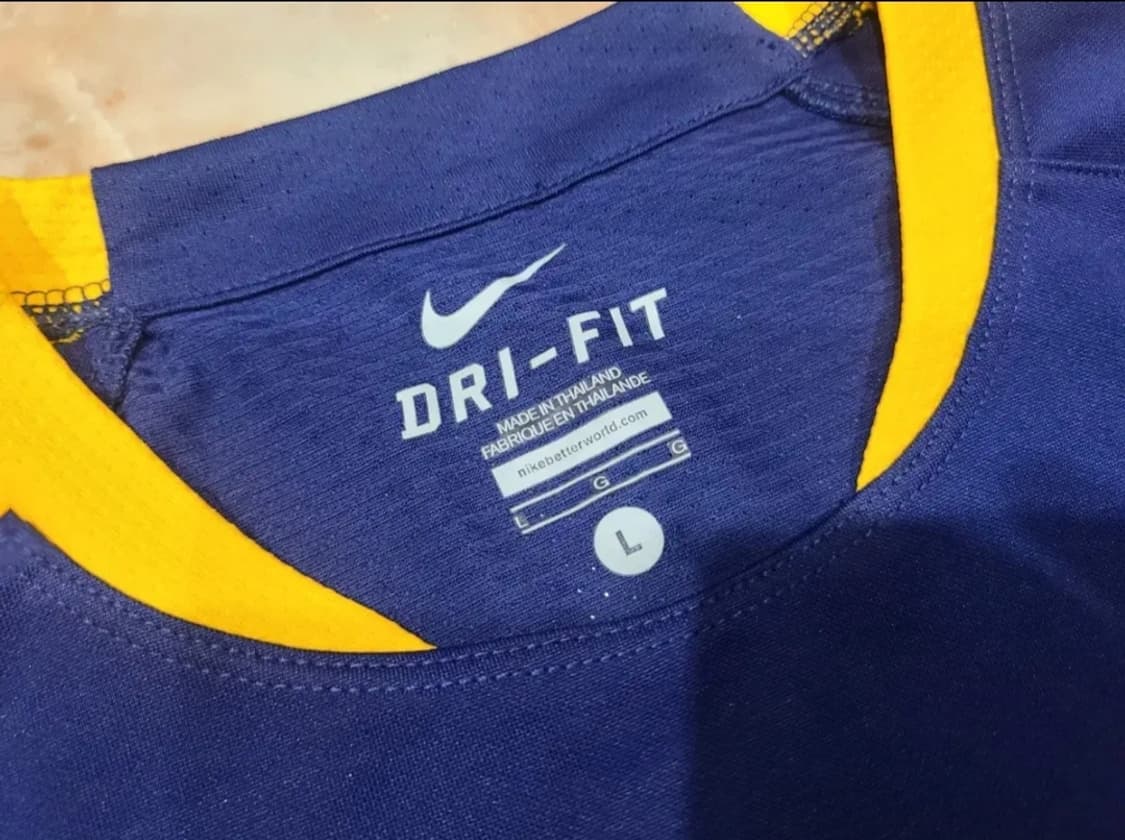 DRI-FIT
MADE IN THAILAND
FABRIQUE EN THAILANDE
nikebetterworld.com
L G G
L